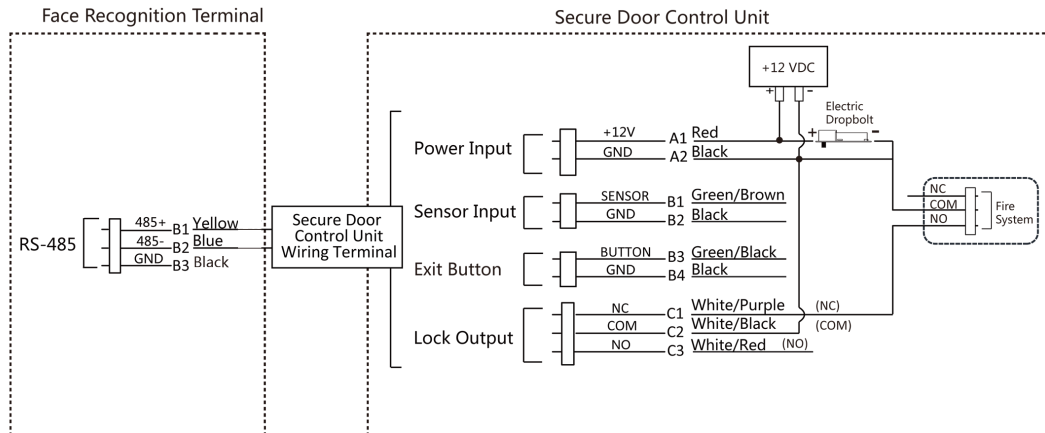 Face Recognition Terminal
Secure Door Control Unit
+12 VDC
+ -
Electric
Dropbolt
+ -
Power Input
+12V A1 Red
GND A2 Black
Sensor Input
SENSOR B1 Green/Brown
GND B2 Black
NC
COM
NO
Fire
System
RS-485
485+ B1 Yellow
485- B2 Blue
GND B3 Black
Secure Door
Control Unit
Wiring Terminal
Exit Button
BUTTON B3 Green/Black
GND B4 Black
Lock Output
NC C1 White/Purple (NC)
COM C2 White/Black (COM)
NO C3 White/Red (NO)